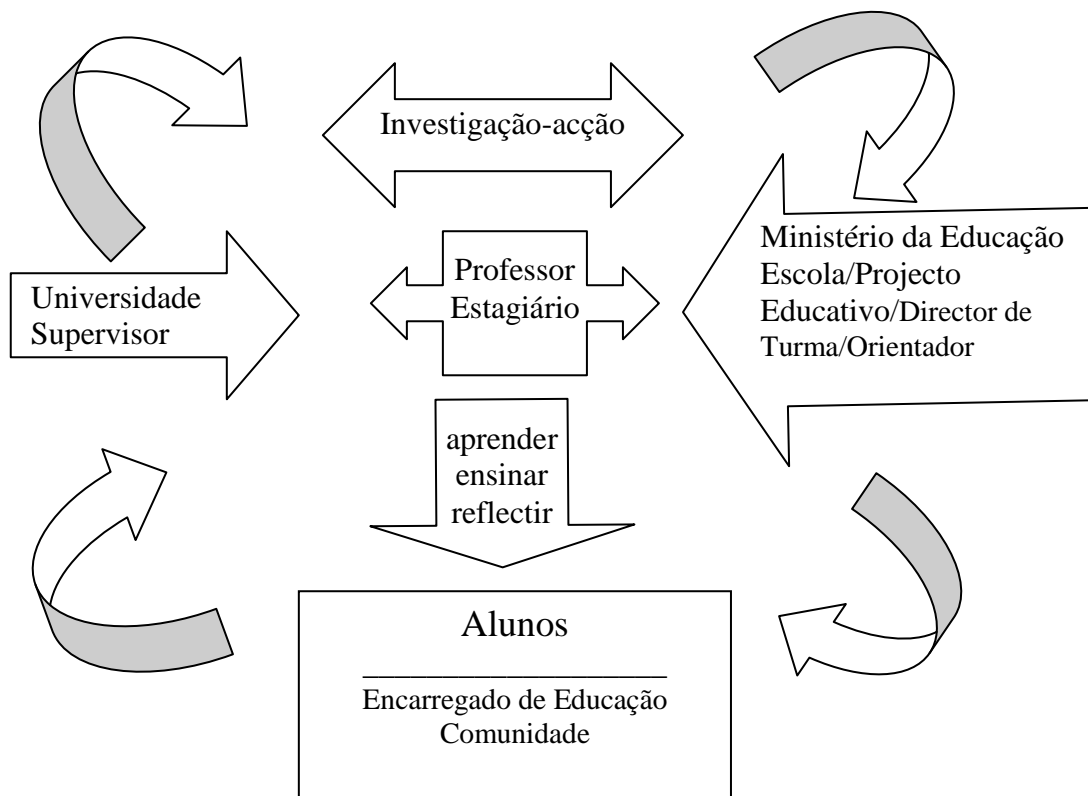 Investigação-acção
Universidade
Supervisor
Professor
Estagiário
Ministério da Educação
Escola/Projecto
Educativo/Director de
Turma/Orientador
aprender
ensinar
reflectir
Alunos
Encarregado de Educação
Comunidade